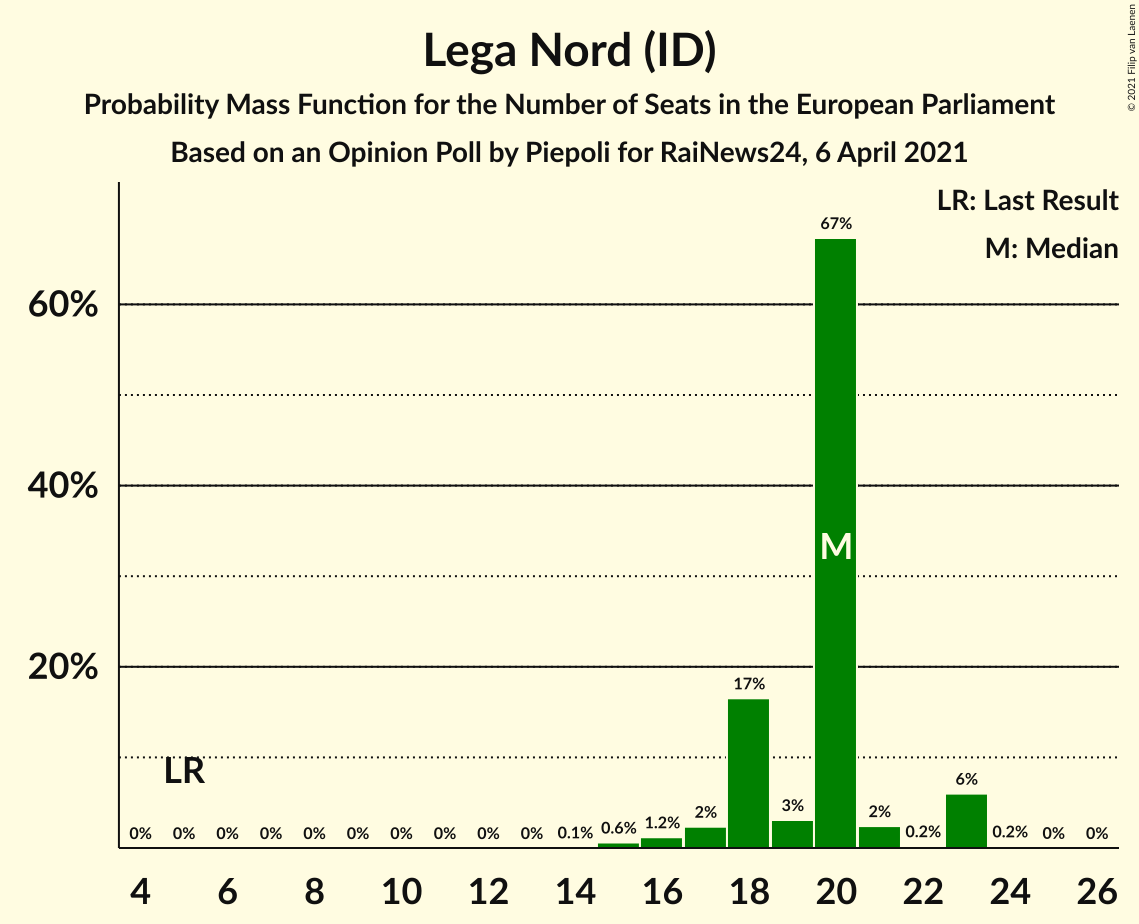 Lega Nord (ID)
Probability Mass Function for the Number of Seats in the European Parliament
Based on an Opinion Poll by Piepoli for RaiNews24, 6 April 2021
© 2021 Filip van Laenen
LR: Last Result
M: Median
60%
40%
20%
0% 0% 0% 0% 0% 0% 0% 0% 0% 0% 0.1% 0.6% 1.2% 2% 17% 3% 67% 2% 0.2% 6% 0.2% 0% 0%
LR
M
4 6 8 10 12 14 16 18 20 22 24 26